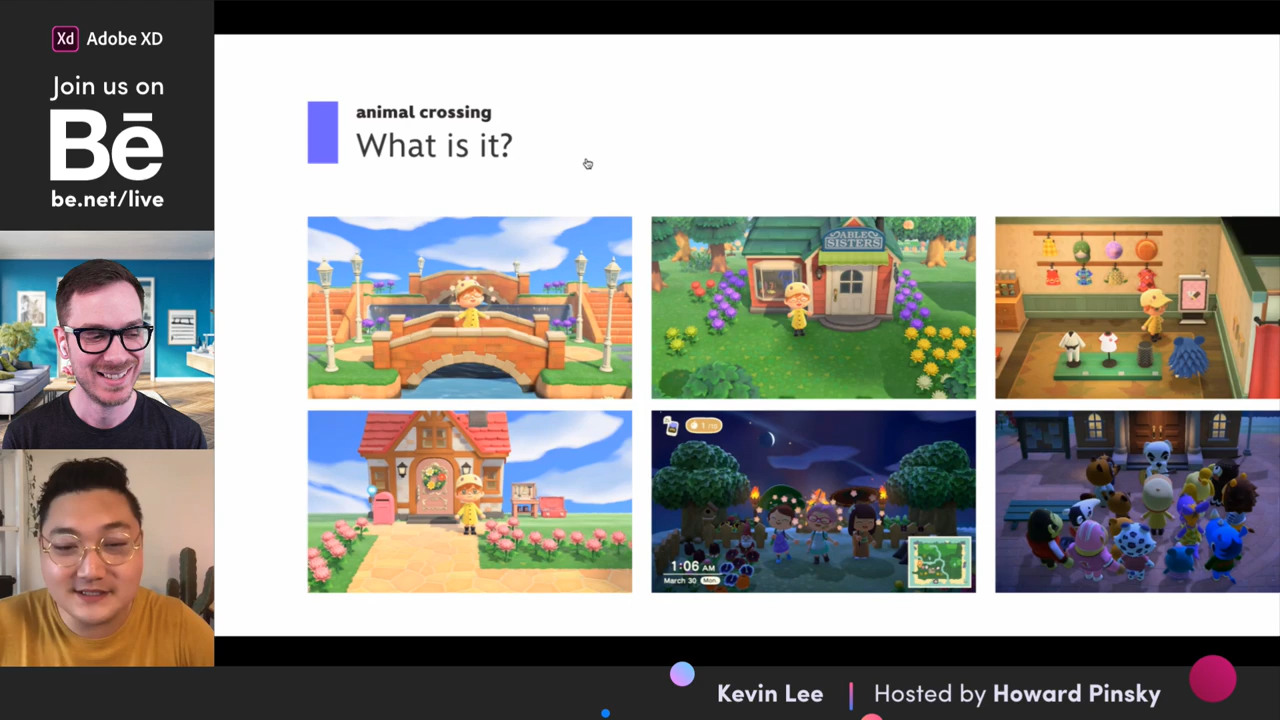 Xd Adobe XD
Join us on
Bē
be.net/live
animal crossing
What is it?
ABLE
SISTERS
1:06 AM
March 30 Mon
Kevin Lee | Hosted by Howard Pinsky